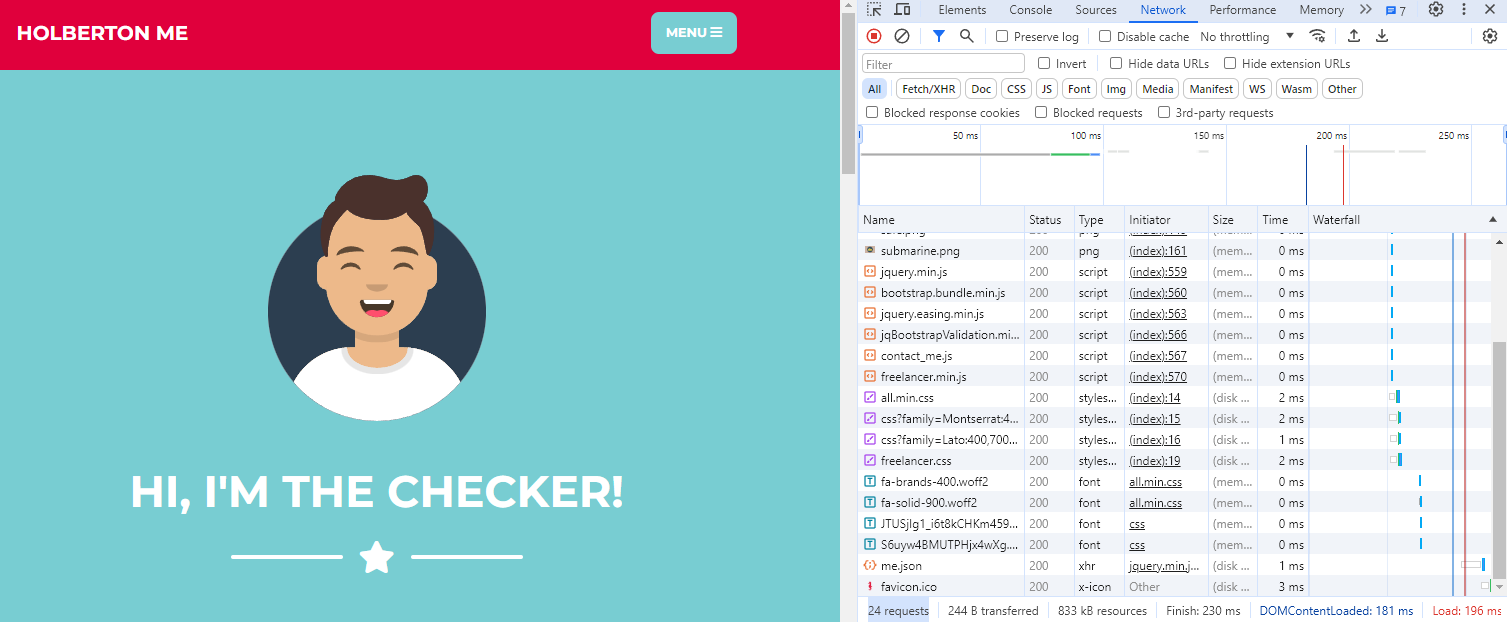 HOLBERTON ME
MENU
HI, I'M THE CHECKER!
Elements Console Sources Network Performance Memory 7
Preserve log Disable cache No throttling
Filter Invert Hide data URLs Hide extension URLs
All Fetch/XHR Doc CSS JS Font Img Media Manifest WS Wasm Other
Blocked response cookies Blocked requests 3rd-party requests
50 ms 100 ms 150 ms 200 ms 250 ms
Name Status Type Initiator Size Time Waterfall
submarine.png 200 png (index):161 (mem... 0 ms
jquery.min.js 200 script (index):559 (mem... 0 ms
bootstrap.bundle.min.js 200 script (index):560 (mem... 0 ms
jquery.easing.min.js 200 script (index):563 (mem... 0 ms
jqBootstrapValidation.mi... 200 script (index):566 (mem... 0 ms
contact_me.js 200 script (index):567 (mem... 0 ms
freelancer.min.js 200 script (index):570 (mem... 0 ms
all.min.css 200 styles... (index):14 (disk ... 2 ms
css?family=Montserrat:4... 200 styles... (index):15 (disk ... 2 ms
css?family=Lato:400,700... 200 styles... (index):16 (disk ... 1 ms
freelancer.css 200 styles... (index):19 (disk ... 2 ms
fa-brands-400.woff2 200 font all.min.css (mem... 0 ms
fa-solid-900.woff2 200 font all.min.css (mem... 0 ms
JTUSjIg1_i6t8kCHKm459... 200 font css (mem... 0 ms
S6uyw4BMUTPHjx4wXg.... 200 font css (mem... 0 ms
me.json 200 xhr jquery.min.j... (disk ... 1 ms
favicon.ico 200 x-icon Other (disk ... 3 ms
24 requests 244 B transferred 833 kB resources Finish: 230 ms DOMContentLoaded: 181 ms Load: 196 ms